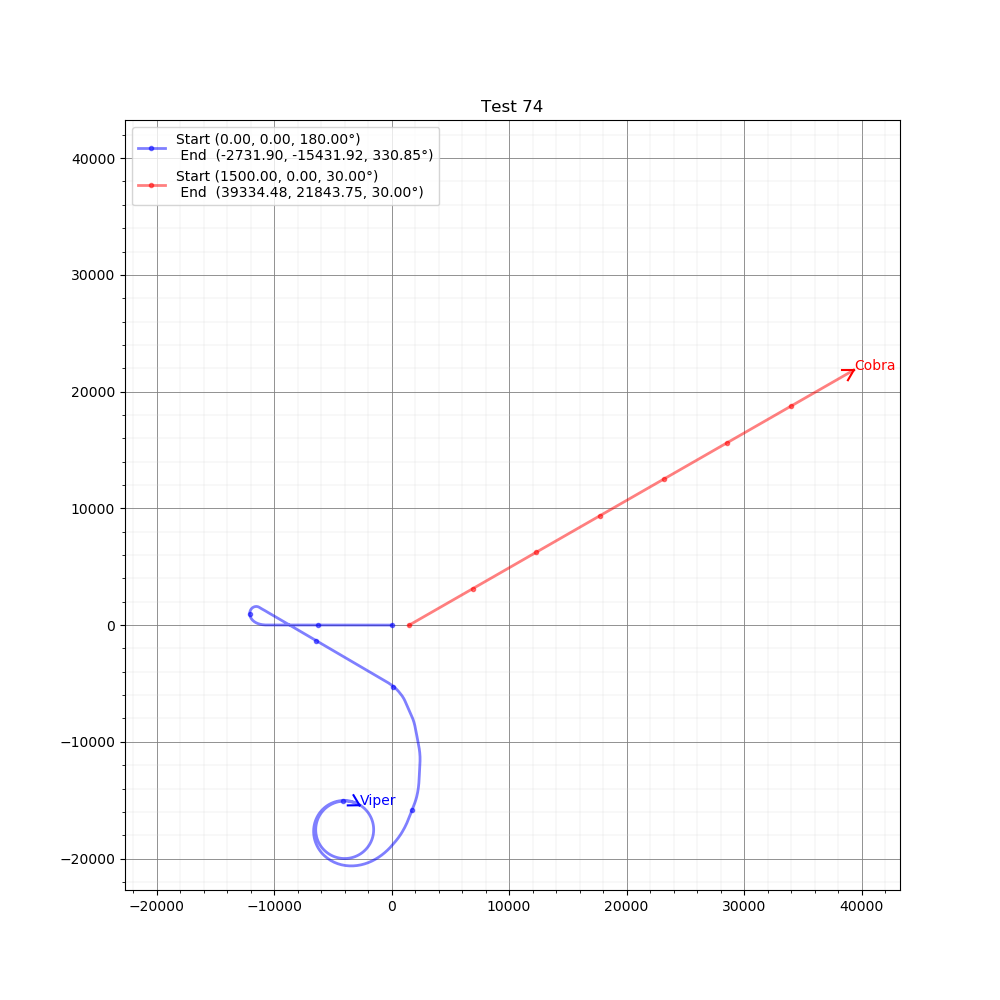 Test 74
Start (0.00, 0.00, 180.00°)
End  (-2731.90, -15431.92, 330.85°)
Start (1500.00, 0.00, 30.00°)
End  (39334.48, 21843.75, 30.00°)
40000
30000
20000
10000
0
−10000
−20000
Cobra
Viper
−20000 −10000 0 10000 20000 30000 40000